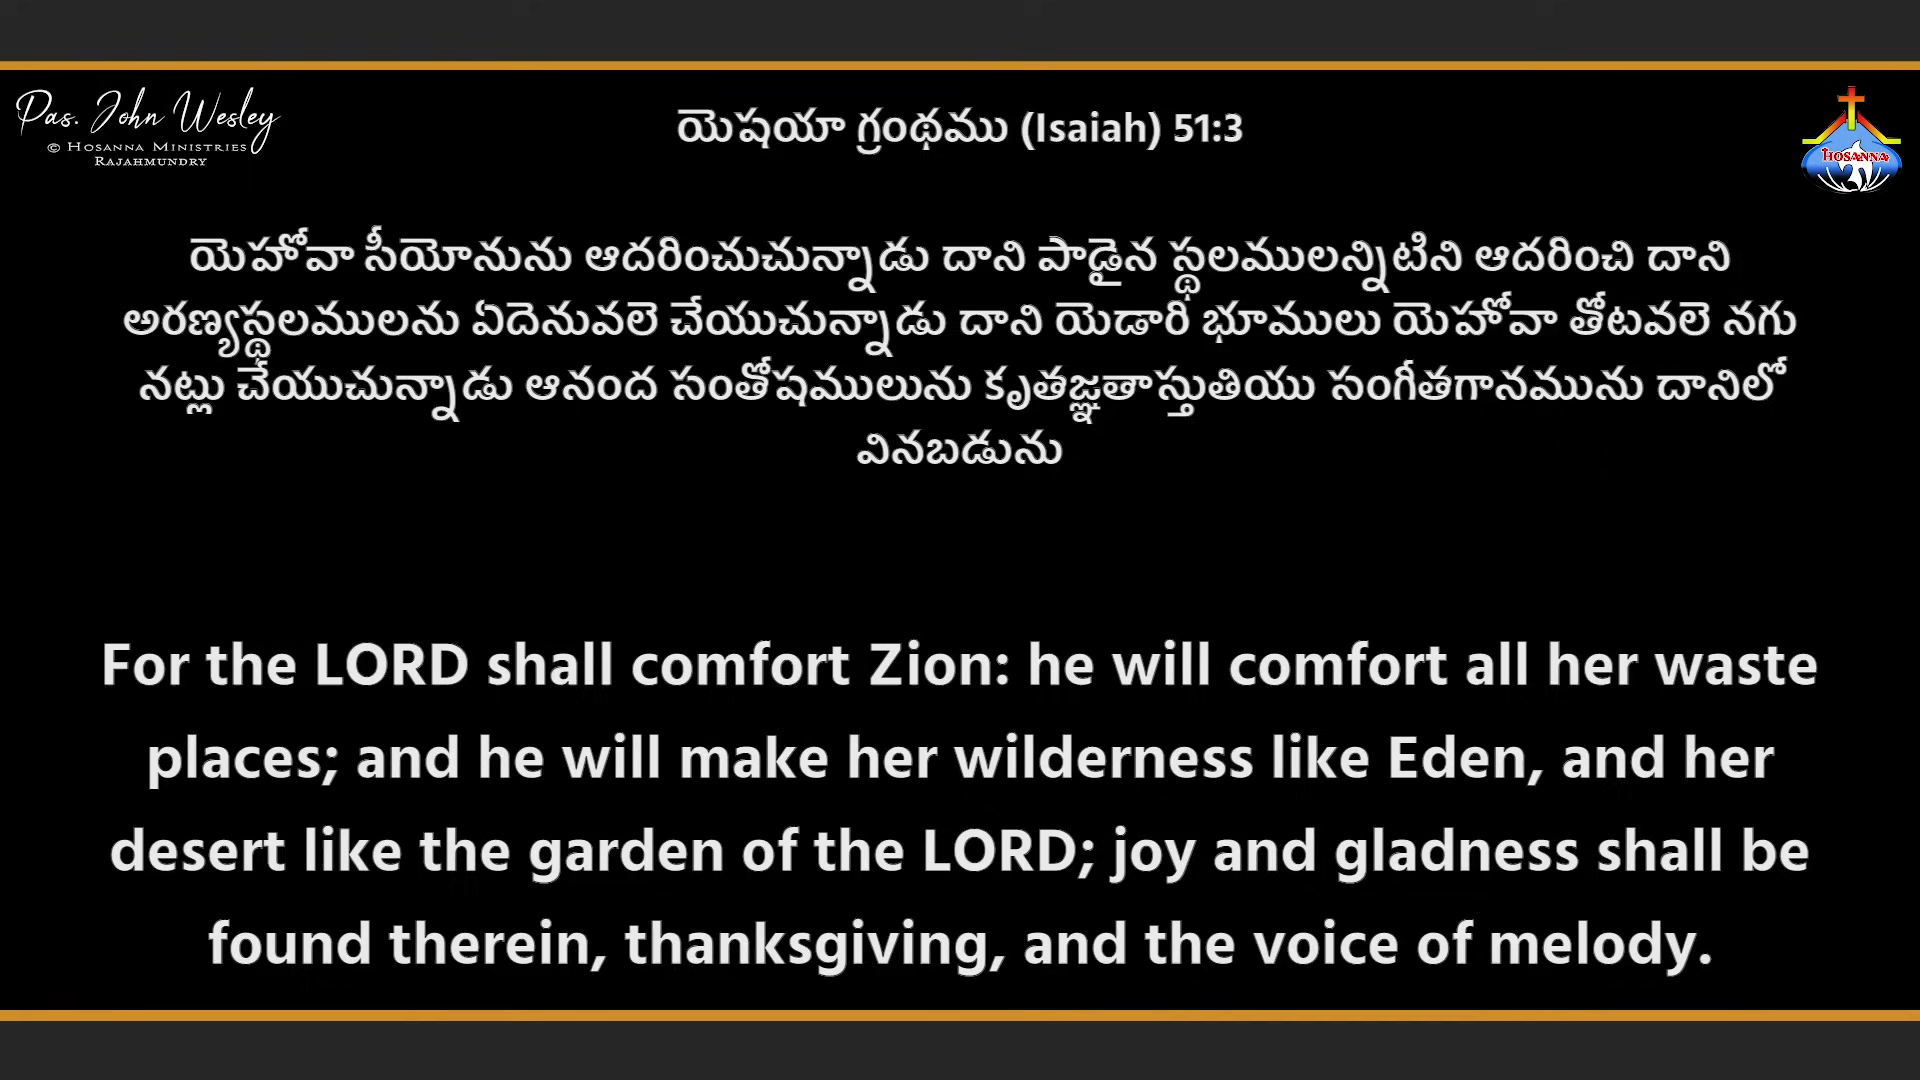 Pas. John Wesley
© HOSANNA MINISTRIES
RAJAHMUNDRY
యెషయా గ్రంథము (Isaiah) 51:3
HOSANNA
యెహోవా సీయోనును ఆదరించుచున్నాడు దాని పాడైన స్థలములన్నిటిని ఆదరించి దాని
అరణ్యస్థలములను ఏదెనువలె చేయుచున్నాడు దాని యెడారి భూములు యెహోవా తోటవలె నగు
నట్లు చేయుచున్నాడు ఆనంద సంతోషములును కృతజ్ఞతాస్తుతియు సంగీతగానమును దానిలో
వినబడును
For the LORD shall comfort Zion: he will comfort all her waste
places; and he will make her wilderness like Eden, and her
desert like the garden of the LORD; joy and gladness shall be
found therein, thanksgiving, and the voice of melody.